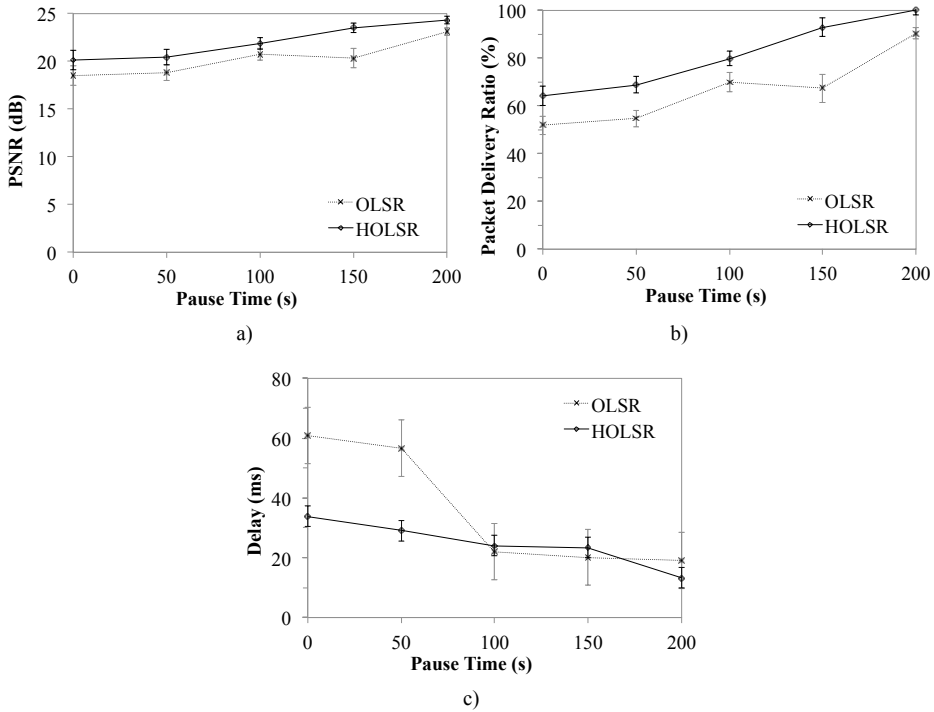 PSNR (dB)
25
20
15
10
5
0
OLSR
HOLSR
0 50 100 150 200
Pause Time (s)
a)
Packet Delivery Ratio (%)
100
80
60
40
20
0
OLSR
HOLSR
0 50 100 150 200
Pause Time (s)
b)
Delay (ms)
80
60
40
20
0
OLSR
HOLSR
0 50 100 150 200
Pause Time (s)
c)